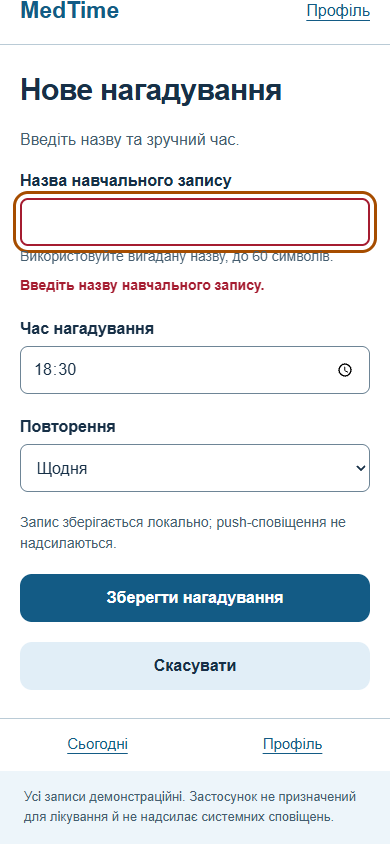 MedTime
Профіль
Нове нагадування
Введіть назву та зручний час.
Назва навчального запису
Використовуйте вигадану назву, до 60 символів.
Введіть назву навчального запису.
Час нагадування
18:30
Повторення
Щодня
Запис зберігається локально; push-сповіщення не
надсилаються.
Зберегти нагадування
Скасувати
Сьогодні
Профіль
Усі записи демонстраційні. Застосунок не призначений
для лікування й не надсилає системних сповіщень.